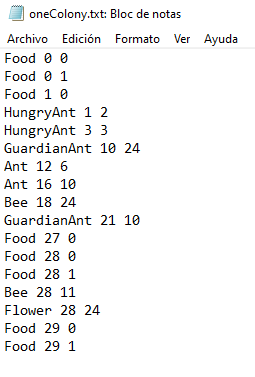 oneColony.txt: Bloc de notas
Archivo Edición Formato Ver Ayuda
Food 0 0
Food 0 1
Food 1 0
HungryAnt 1 2
HungryAnt 3 3
GuardianAnt 10 24
Ant 12 6
Ant 16 10
Bee 18 24
GuardianAnt 21 10
Food 27 0
Food 28 0
Food 28 1
Bee 28 11
Flower 28 24
Food 29 0
Food 29 1